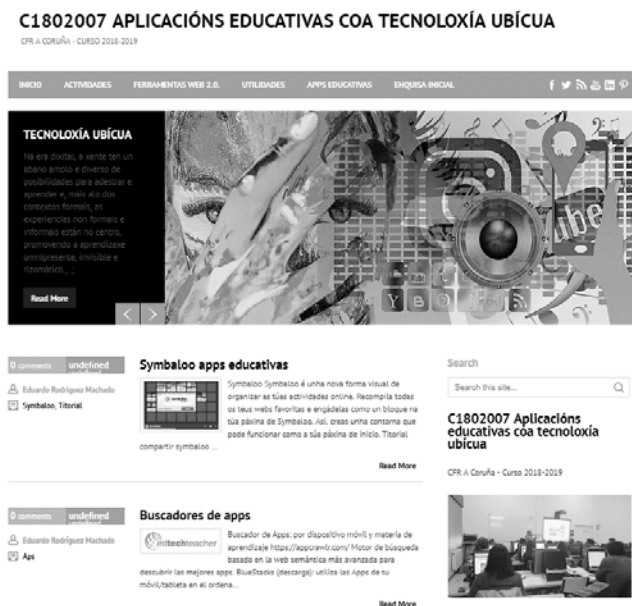 C1802007 APLICACIÓNS EDUCATIVAS COA TECNOLOXÍA UBÍCUA
CFR A CORUÑA - CURSO 2018-2019
INICIO ACTIVIDADES FERRAMENTAS WEB 2.0. UTILIDADES APPS EDUCATIVAS ENQUISA INICIAL
TECNOLOXÍA UBÍCUA
Na era dixital, a xente ten un
abano amplo e diverso de
posibilidades para adestrar e
aprender e, máis aló dos
contextos formais, as
experiencias non formais e
informais están no centro,
promovendo a aprendizaxe
omnipresente, invisible e
rizomático
Read More
0 comments undefined
Eduardo Rodríguez Machado
Symbaloo, Titorial
Symbaloo apps educativas
Symbaloo Symbaloo é unha nova forma visual de
organizar as túas actividades online. Recompila todas
os teus webs favoritas e engádelas como un bloque na
túa páxina de Symbaloo. Así, creas unha contorna que
pode funcionar como a túa páxina de inicio. Titorial
compartir symbaloo ...
Read More
0 comments undefined
Eduardo Rodríguez Machado
Aps
Buscadores de apps
edtechteacher
Buscador de Apps: por dispositivo móvil y materia de
aprendizaje https://appcrawlr.com/ Motor de búsqueda
basado en la web semántica más avanzada para
descubrir las mejores apps. BlueStacks (descarga): utiliza las Apps de tu
móvil/tableta en el ordena...
Read More
Search
Search this site...
C1802007 Aplicacións
educativas coa tecnoloxía
ubícua
CFR A Coruña - Curso 2018-2019